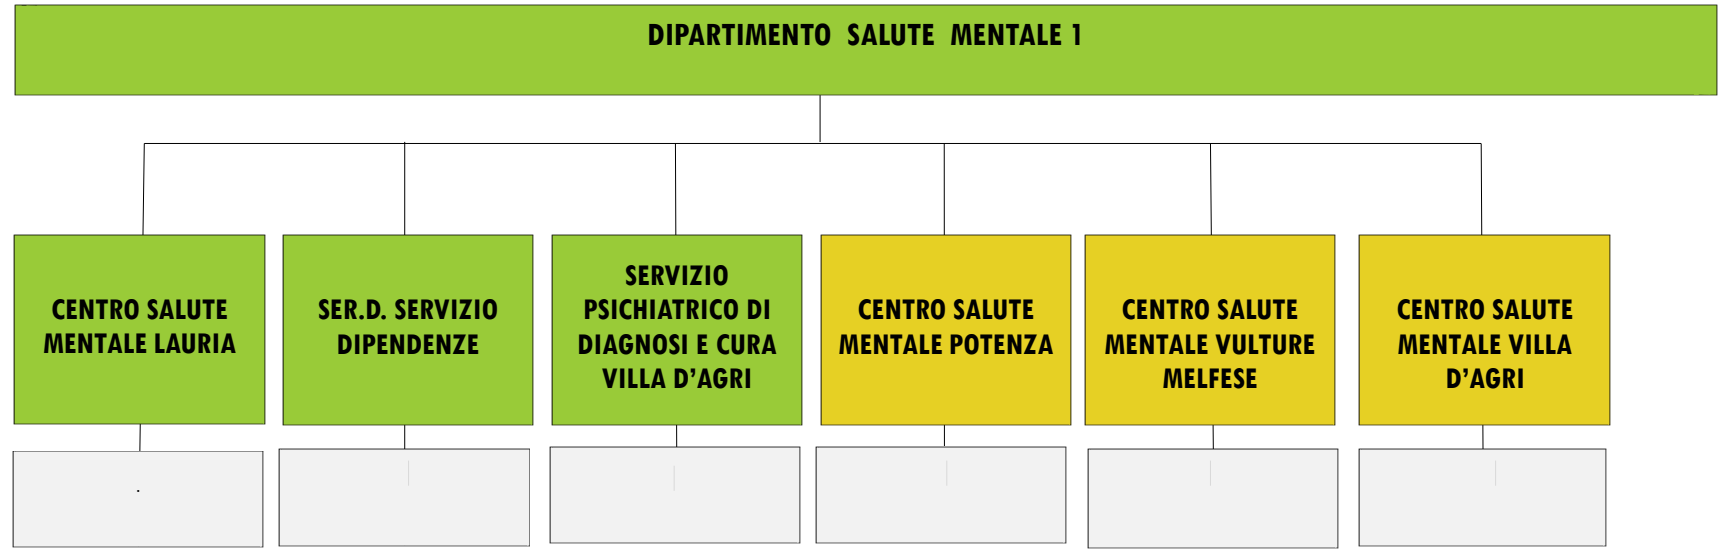 DIPARTIMENTO SALUTE MENTALE 1
CENTRO SALUTE
MENTALE LAURIA
SER.D. SERVIZIO
DIPENDENZE
SERVIZIO
PSICHIATRICO DI
DIAGNOSI E CURA
VILLA D’AGRI
CENTRO SALUTE
MENTALE POTENZA
CENTRO SALUTE
MENTALE VULTURE
MELFESE
CENTRO SALUTE
MENTALE VILLA
D’AGRI
.